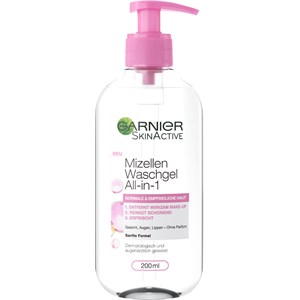 GARNIER
SKINACTIVE
NEU
Mizellen
Waschgel
All-in-1
NORMALE & EMPFINDLICHE HAUT
1. ENTFERNT WIRKSAM MAKE-UP
2. REINIGT SCHONEND
3. ERFRISCHT
Gesicht, Augen, Lippen – Ohne Parfum
Sanfte Formel
Dermatologisch und
augenärztlich getestet
200ml